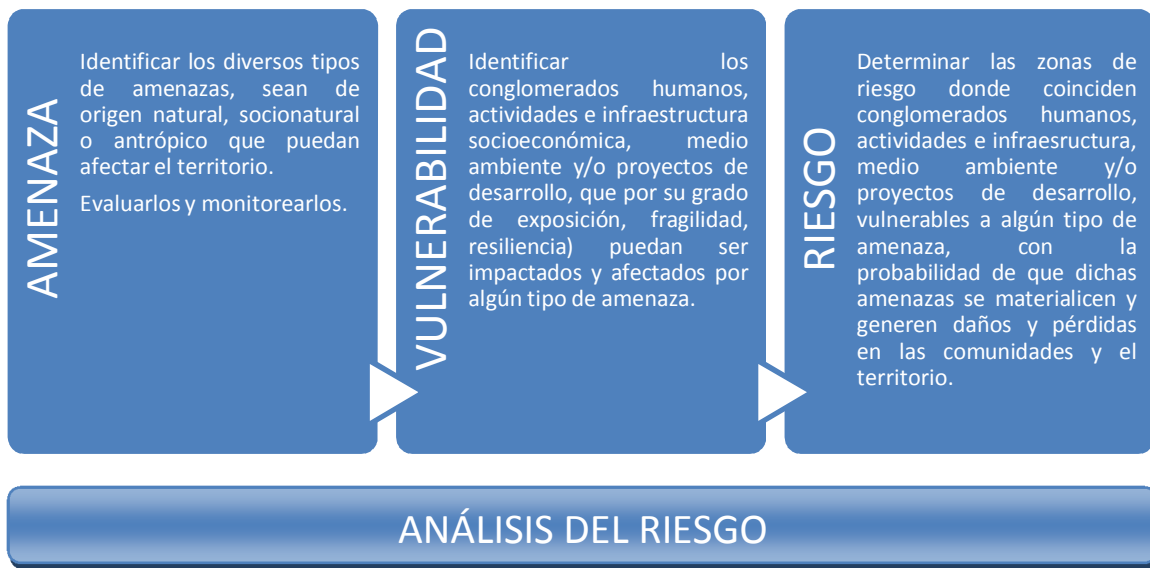 AMENAZA
Identificar los diversos tipos
de amenazas, sean de
origen natural, socionatural
o antrópico que puedan
afectar el territorio.
Evaluarlos y monitorearlos.
VULNERABILIDAD
Identificar los
conglomerados humanos,
actividades e infraestructura
socioeconómica, medio
ambiente y/o proyectos de
desarrollo, que por su grado
de exposición, fragilidad,
resiliencia) puedan ser
impactados y afectados por
algún tipo de amenaza.
RIESGO
Determinar las zonas de
riesgo donde coinciden
conglomerados humanos,
actividades e infraesructura,
medio ambiente y/o
proyectos de desarrollo,
vulnerables a algún tipo de
amenaza, con la
probabilidad de que dichas
amenazas se materialicen y
generen daños y pérdidas
en las comunidades y el
territorio.
ANÁLISIS DEL RIESGO